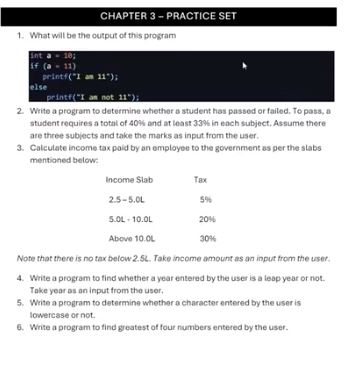 CHAPTER 3 – PRACTICE SET
1. What will be the output of this program
int a = 10;
if (a = 11)
printf("I am 11");
else
printf("I am not 11");
2. Write a program to determine whether a student has passed or failed. To pass, a
student requires a total of 40% and at least 33% in each subject. Assume there
are three subjects and take the marks as input from the user.
3. Calculate income tax paid by an employee to the government as per the slabs
mentioned below:
Income Slab Tax
2.5 – 5.0L 5%
5.0L - 10.0L 20%
Above 10.0L 30%
Note that there is no tax below 2.5L. Take income amount as an input from the user.
4. Write a program to find whether a year entered by the user is a leap year or not.
Take year as an input from the user.
5. Write a program to determine whether a character entered by the user is
lowercase or not.
6. Write a program to find greatest of four numbers entered by the user.